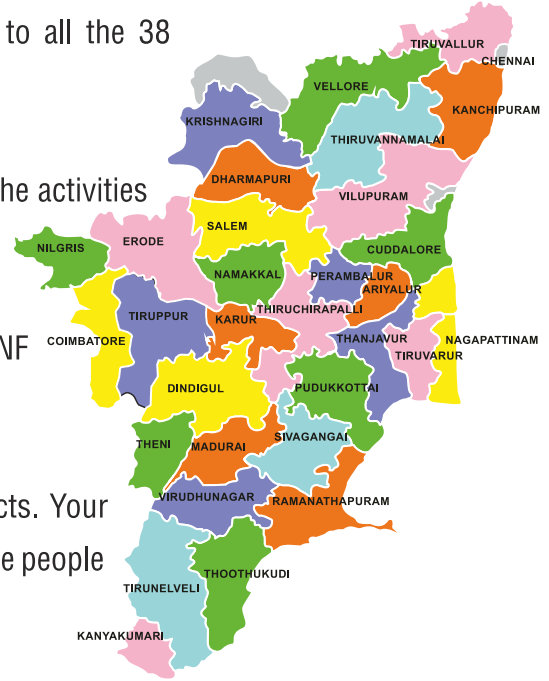 to all the 38
TIRUVALLUR
CHENNAI
VELLORE
KANCHIPURAM
KRISHNAGIRI
THIRUVANNAMALAI
DHARMAPURI
he activities
VILUPURAM
SALEM
NILGRIS
ERODE
CUDDALORE
NAMAKKAL
PERAMBALUR
ARIYALUR
TIRUPPUR
THIRUCHIRAPALLI
KARUR
NF
COIMBATORE
THANJAVUR
NAGAPATTINAM
TIRUVARUR
DINDIGUL
PUDUKKOTTAI
THENI
MADURAI
SIVAGANGAI
VIRUDHUNAGAR
RAMANATHAPURAM
cts. Your
e people
THOOTHUKUDI
TIRUNELVELI
KANYAKUMARI